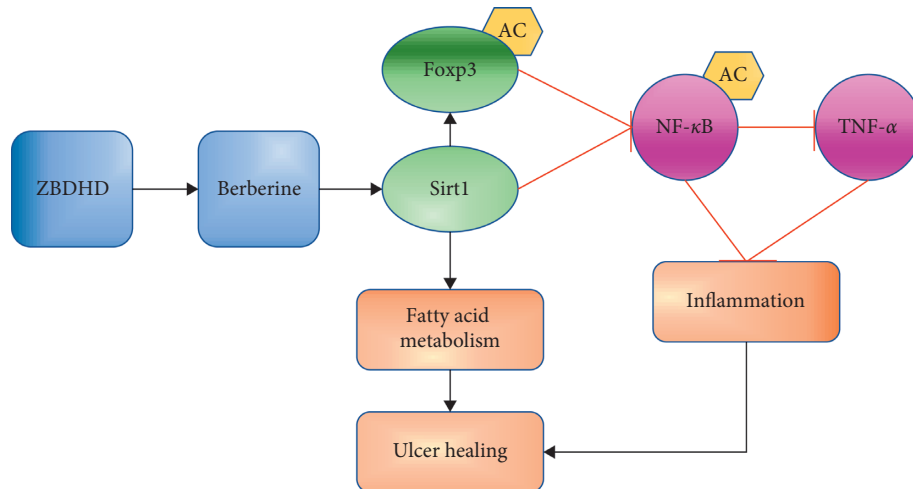 AC
Foxp3
AC
NF-κB
TNF-α
ZBDHD
Berberine
Sirt1
Fatty acid
metabolism
Inflammation
Ulcer healing